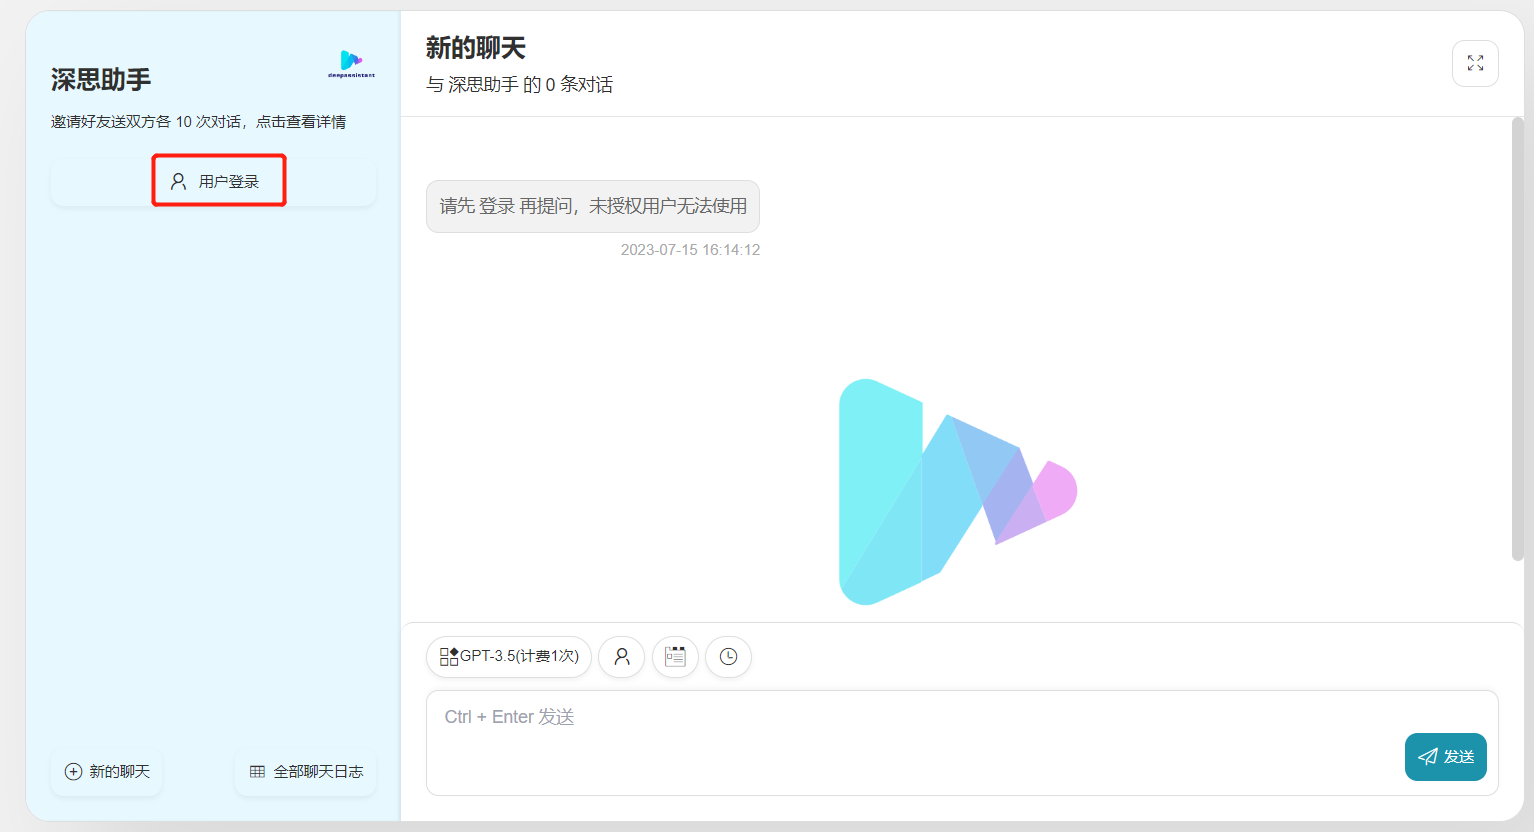 深思助手
deepassistant
邀请好友送双方各 10 次对话，点击查看详情
用户登录
新的聊天
全部聊天日志
新的聊天
与 深思助手 的 0 条对话
请先 登录 再提问，未授权用户无法使用
2023-07-15 16:14:12
GPT-3.5(计费1次)
Ctrl + Enter 发送
发送